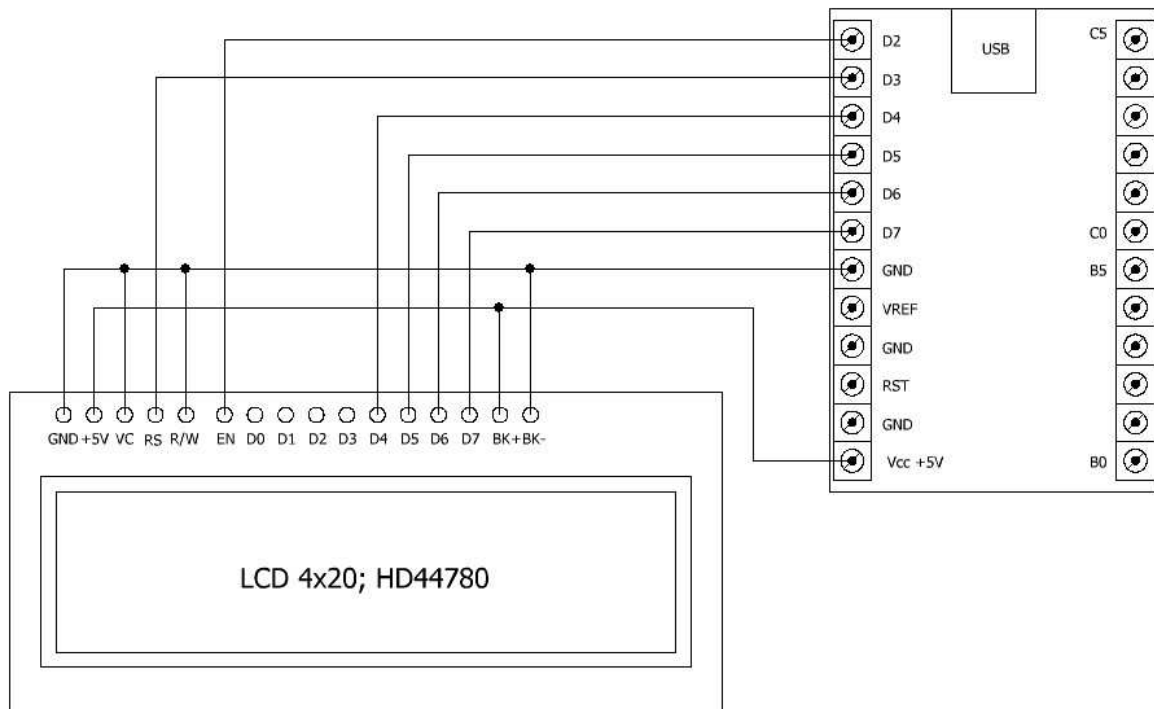 D2
USB
C5
D3
D4
D5
D6
D7
C0
GND
B5
VREF
GND
RST
GND
Vcc +5V
B0
GND +5V VC RS R/W EN D0 D1 D2 D3 D4 D5 D6 D7 BK+ BK-
LCD 4x20; HD44780